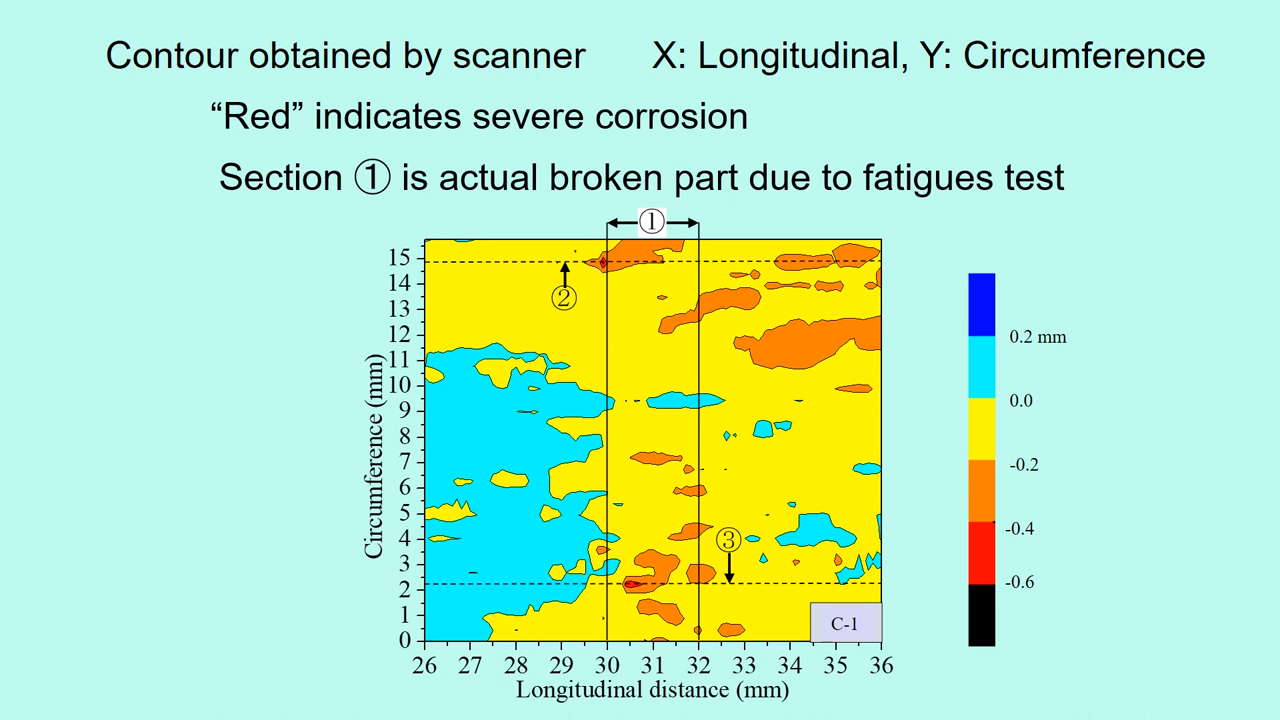 Contour obtained by scanner X: Longitudinal, Y: Circumference
“Red” indicates severe corrosion
Section ① is actual broken part due to fatigues test
①
15
14
13
12
11
10
9
8
7
6
5
4
3
2
1
0
Circumference (mm)
②
③
C-1
26 27 28 29 30 31 32 33 34 35 36
Longitudinal distance (mm)
0.2 mm
0.0
-0.2
-0.4
-0.6